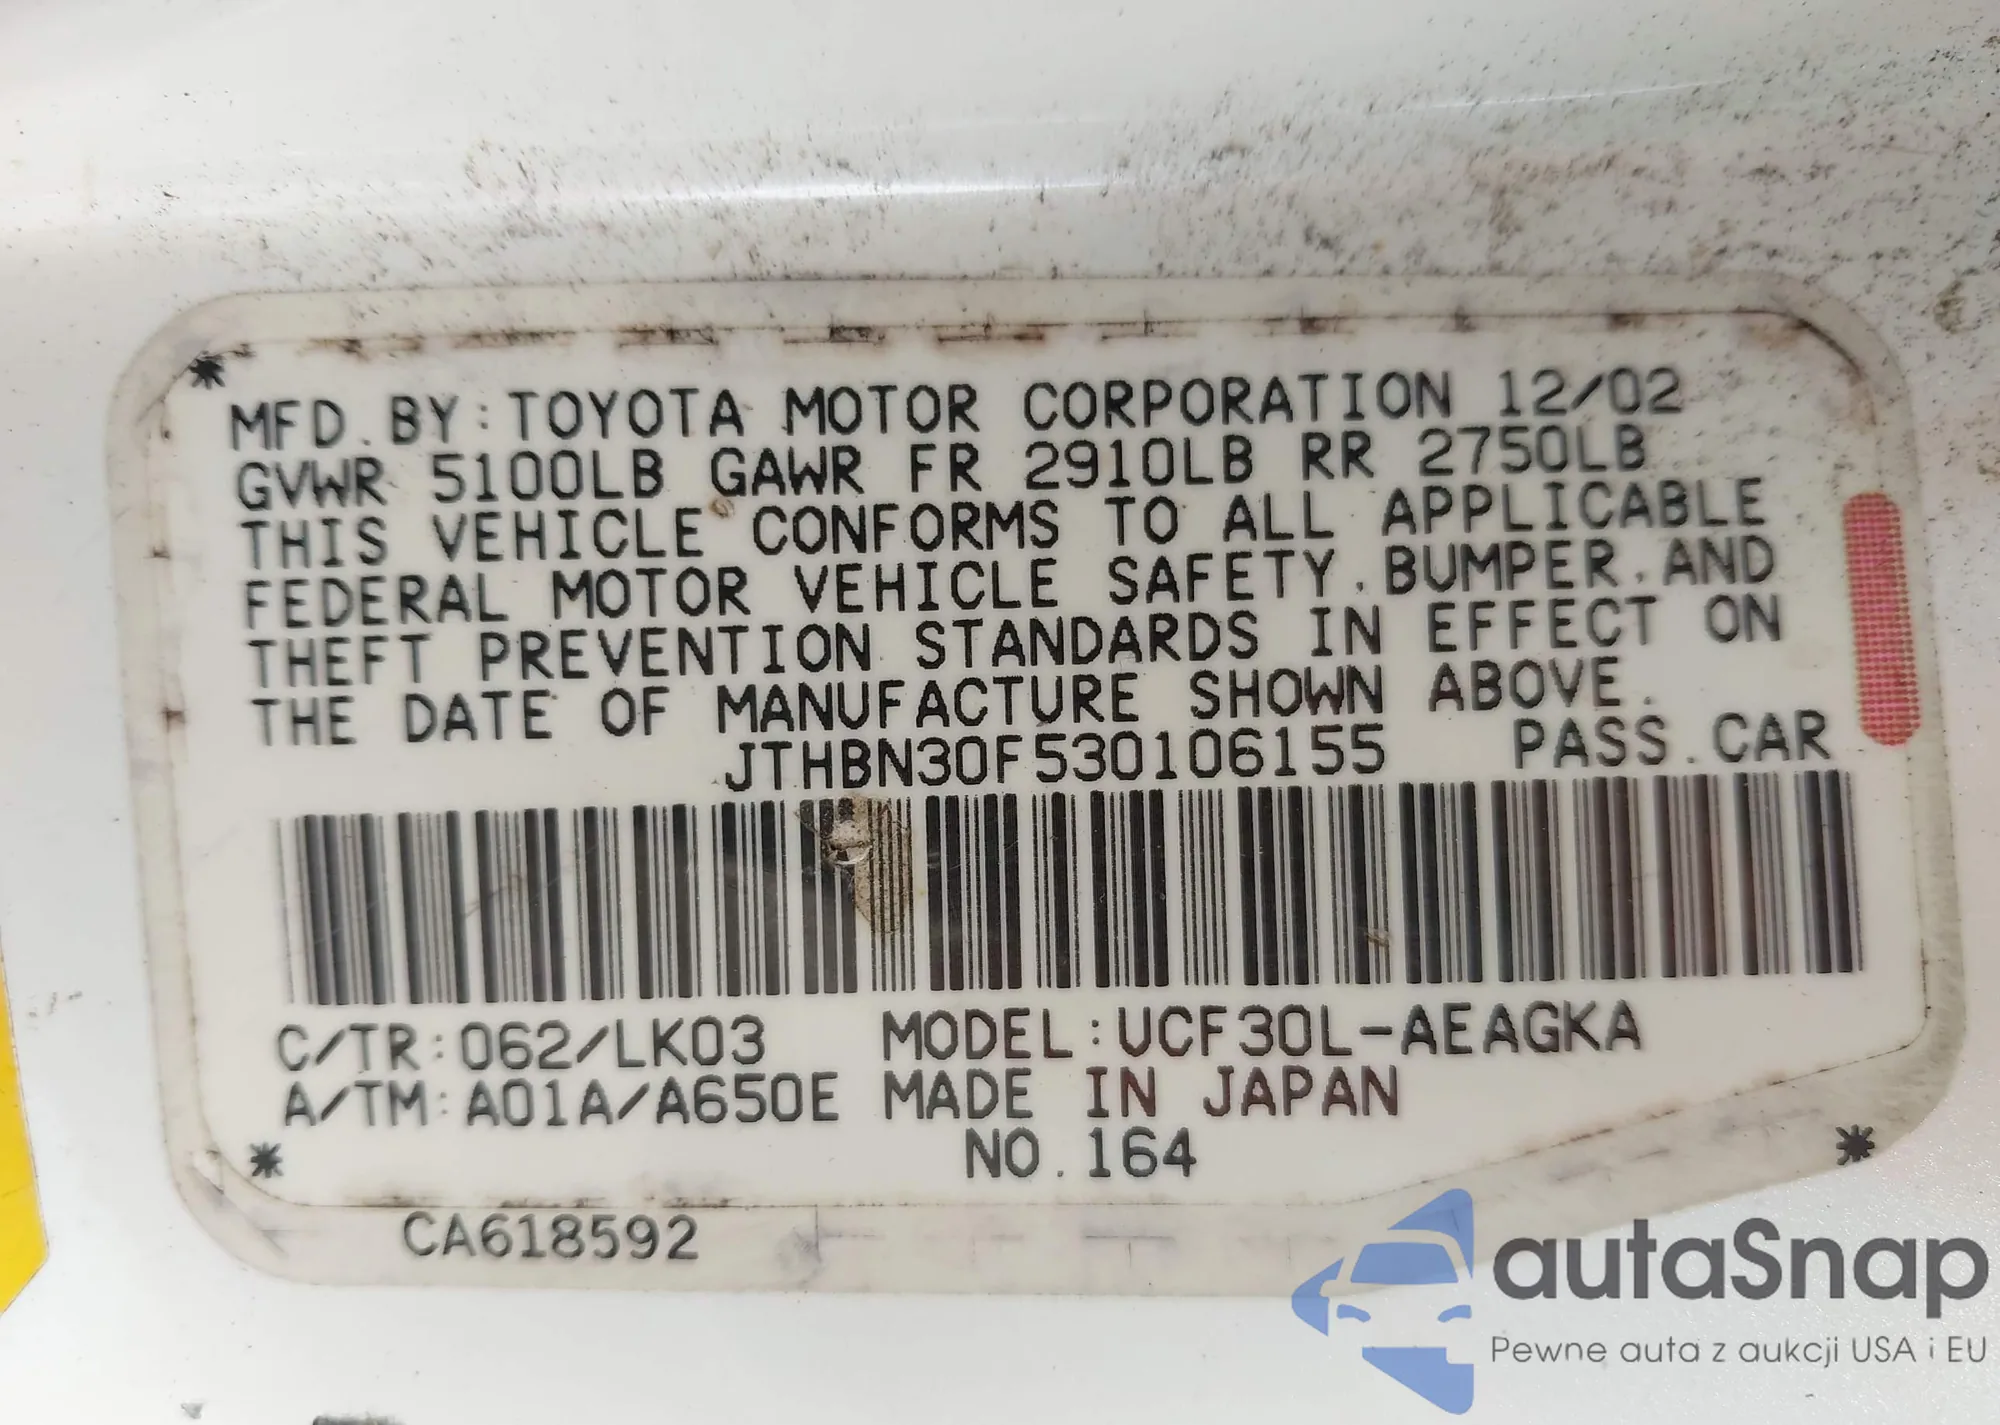 MFD. BY: TOYOTA MOTOR CORPORATION 12/02
GVWR 5100LB GAWR FR 2910LB RR 2750LB
THIS VEHICLE CONFORMS TO ALL APPLICABLE
FEDERAL MOTOR VEHICLE SAFETY, BUMPER, AND
THEFT PREVENTION STANDARDS IN EFFECT ON
THE DATE OF MANUFACTURE SHOWN ABOVE.
JTHBN30F530106155 PASS. CAR
C/TR: 062/LK03 MODEL: UCF30L-AEAGKA
A/TM: A01A/A650E MADE IN JAPAN
NO. 164
CA618592
autaSnap
Pewne auta z aukcji USA i EU